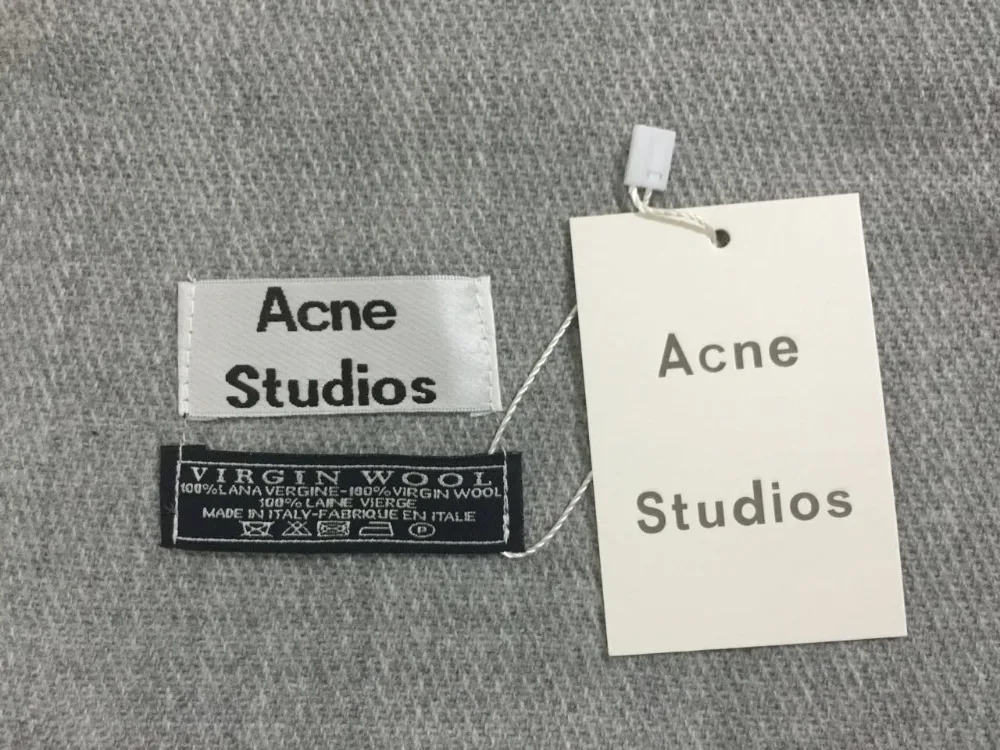 Acne
Studios
VIRGIN WOOL
100%LANA VERGINE-100%VIRGIN WOOL
100% LAINE VIERGE
MADE IN ITALY-FABRIQUE EN ITALIE
P
Acne
Studios